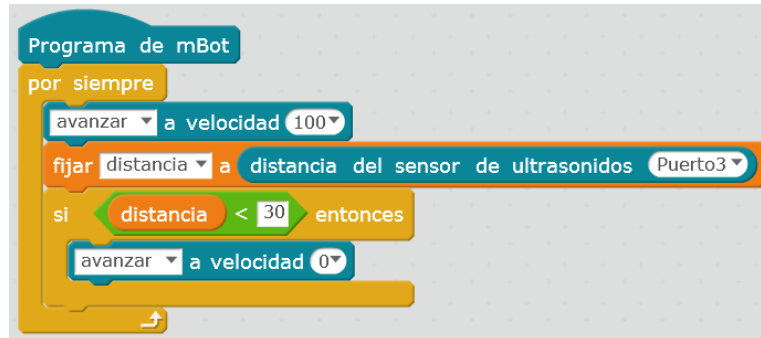 Programa de mBot
por siempre
avanzar a velocidad 100
fijar distancia a distancia del sensor de ultrasonidos Puerto3
si distancia < 30 entonces
avanzar a velocidad 0